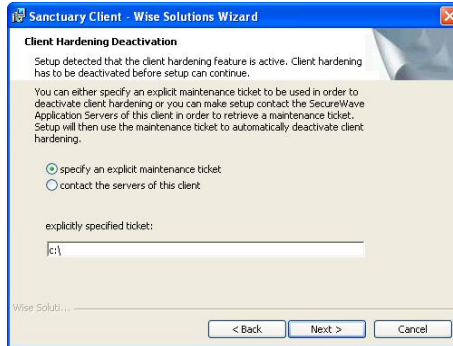 Sanctuary Client - Wise Solutions Wizard
Client Hardening Deactivation
Setup detected that the client hardening feature is active. Client hardening
has to be deactivated before setup can continue.
You can either specify an explicit maintenance ticket to be used in order to
deactivate client hardening or you can make setup contact the SecureWave
Application Servers of this client in order to retrieve a maintenance ticket.
Setup will then use the maintenance ticket to automatically deactivate client
hardening.
specify an explicit maintenance ticket
contact the servers of this client
explicitly specified ticket:
c:\
Wise Soluti...
< Back Next > Cancel